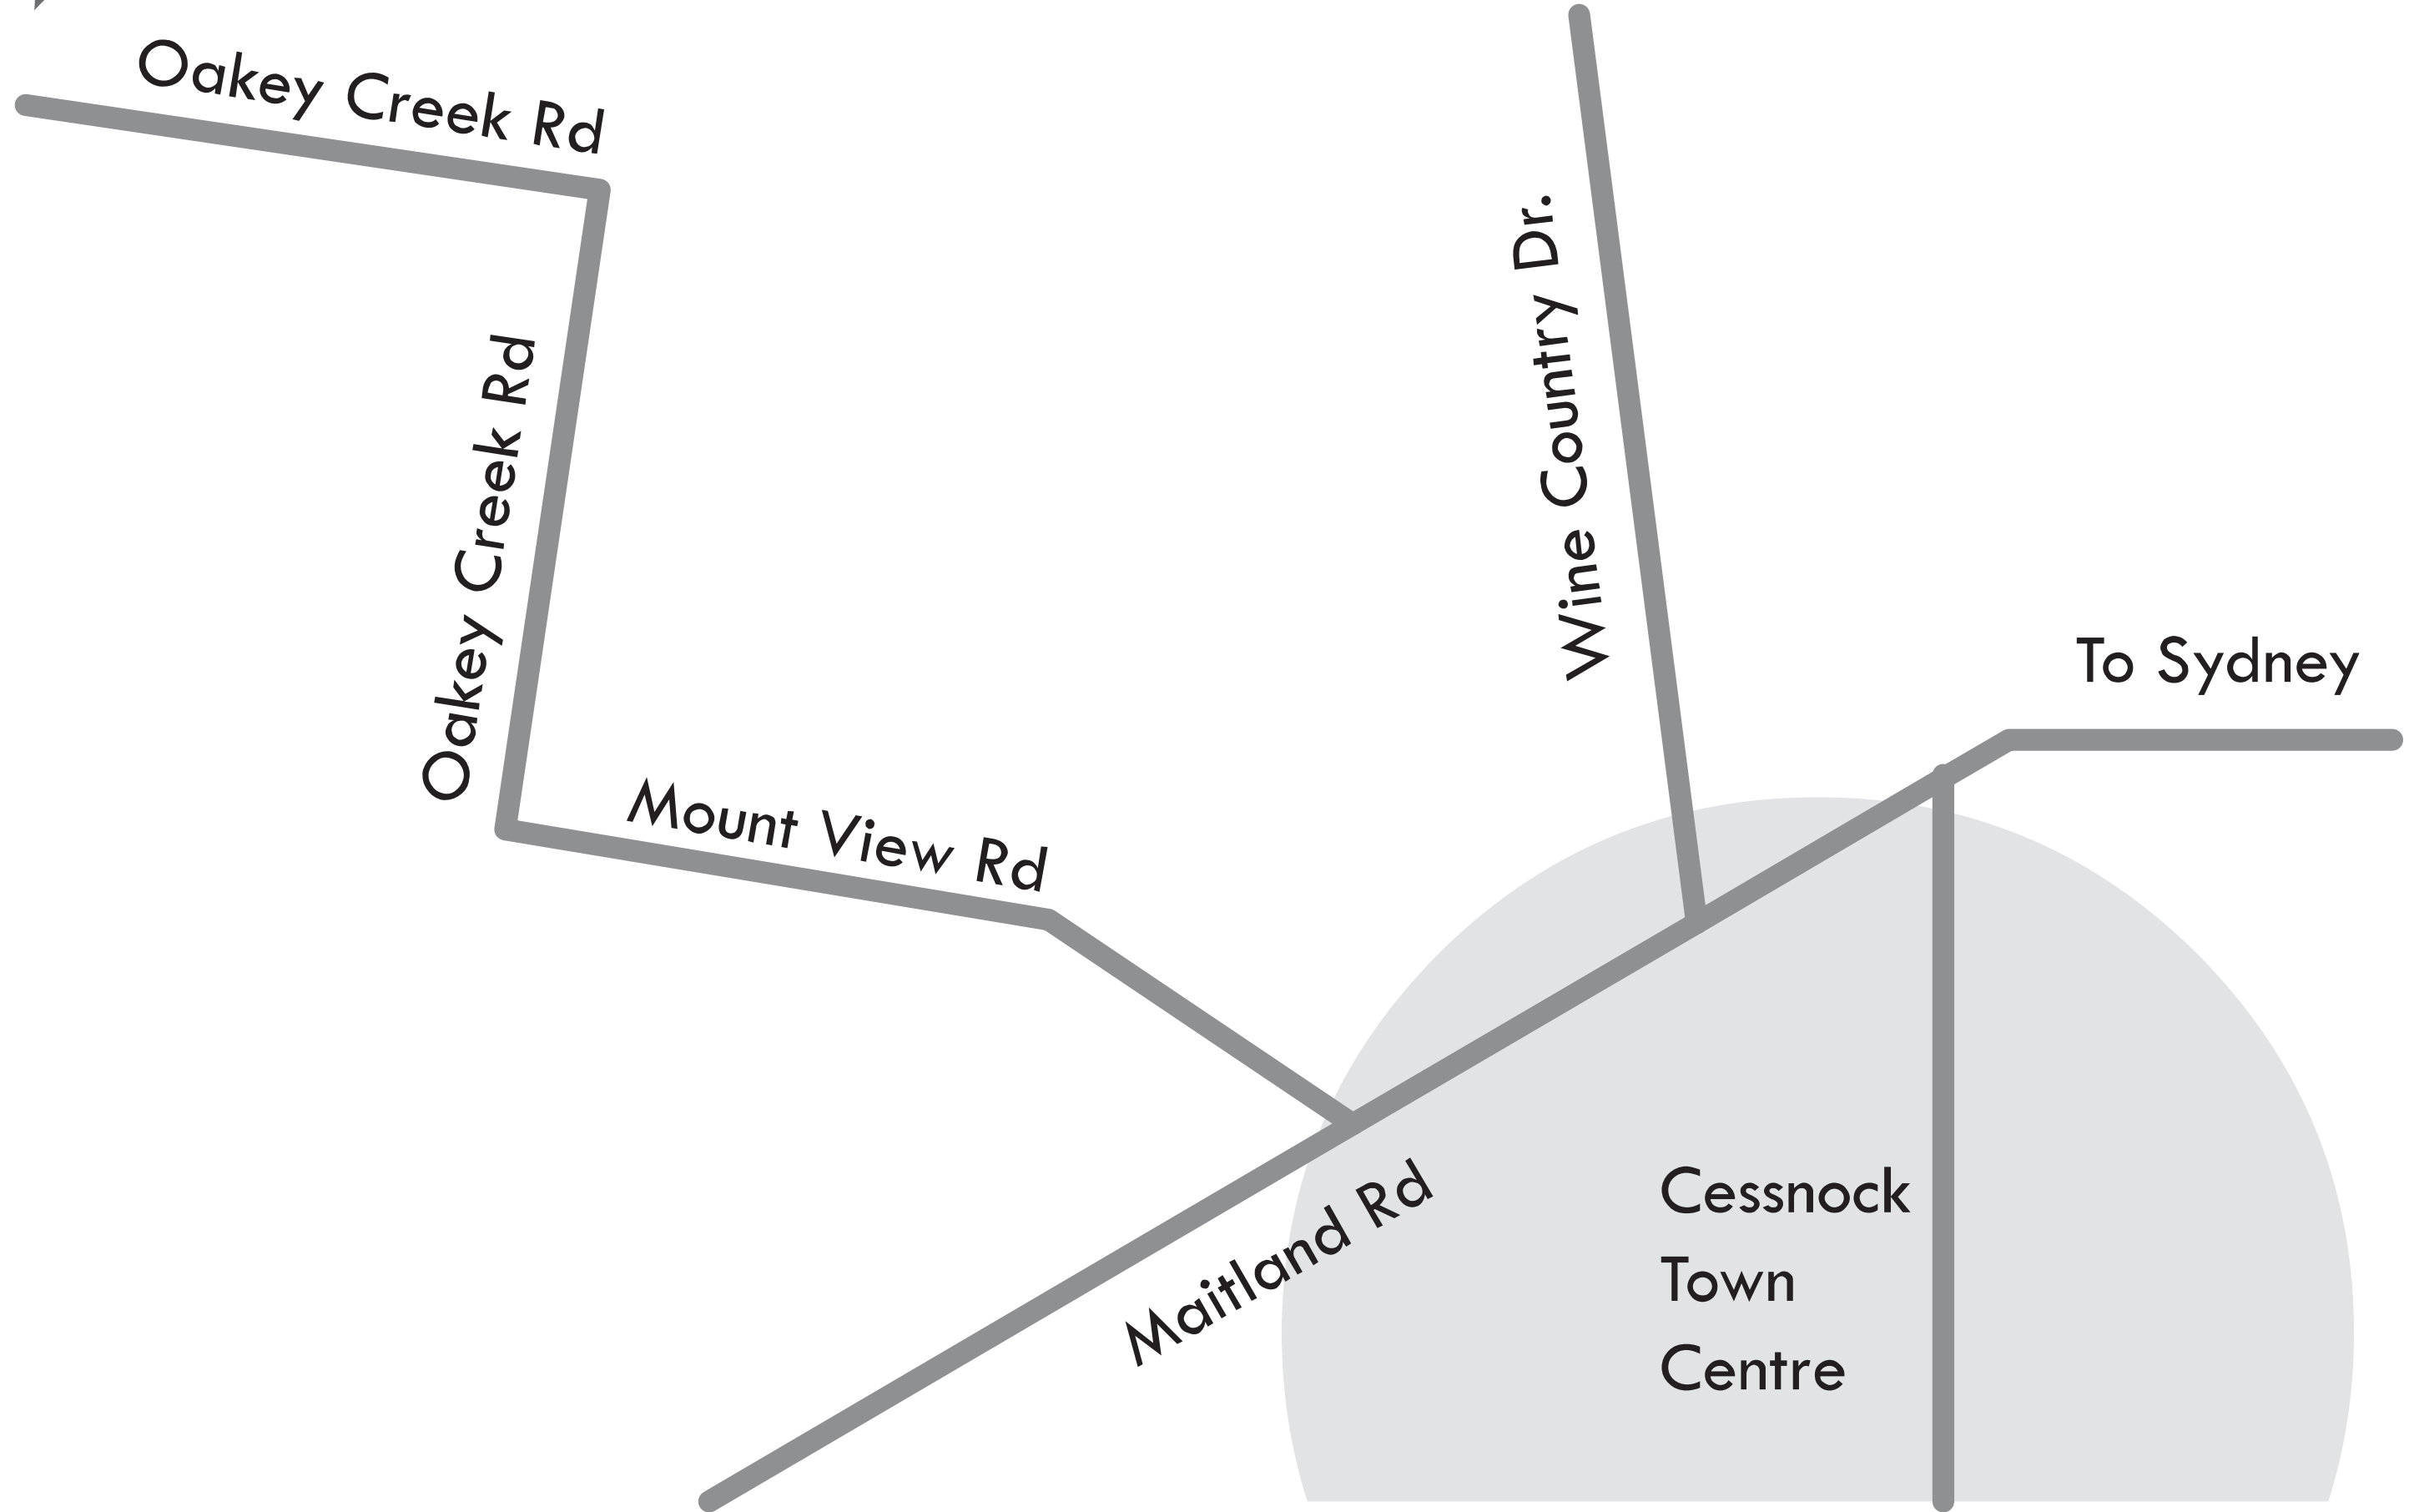 Oakey Creek Rd
Wine Country Dr.
Oakey Creek Rd
To Sydney
Mount View Rd
Maitland Rd
Cessnock
Town
Centre